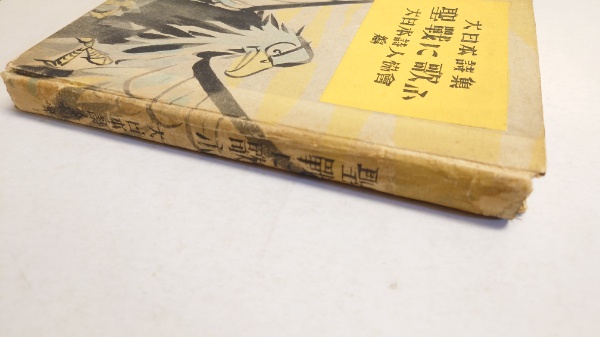 大日本詩集
聖戰に歌ふ
大日本詩人協會
編
聖戰に歌ふ